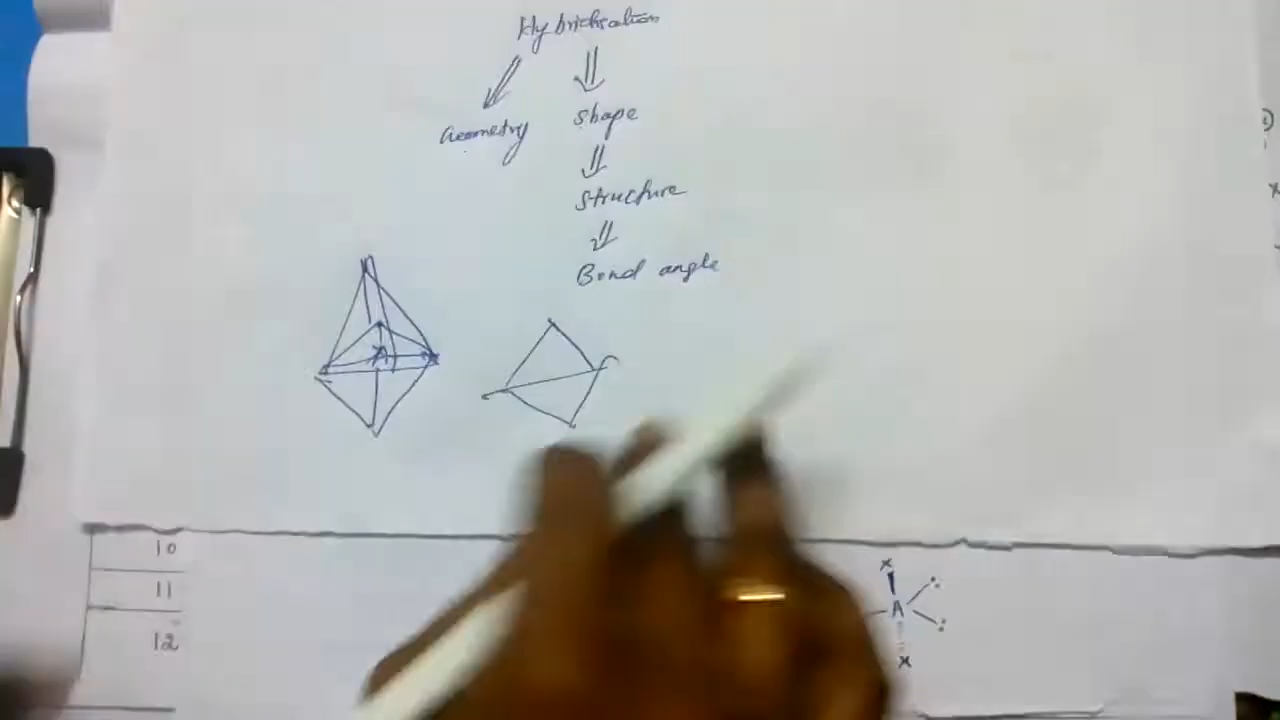 Hybridisation
Geometry
Shape
Structure
Bond angle
A
10
11
12
x
A
x